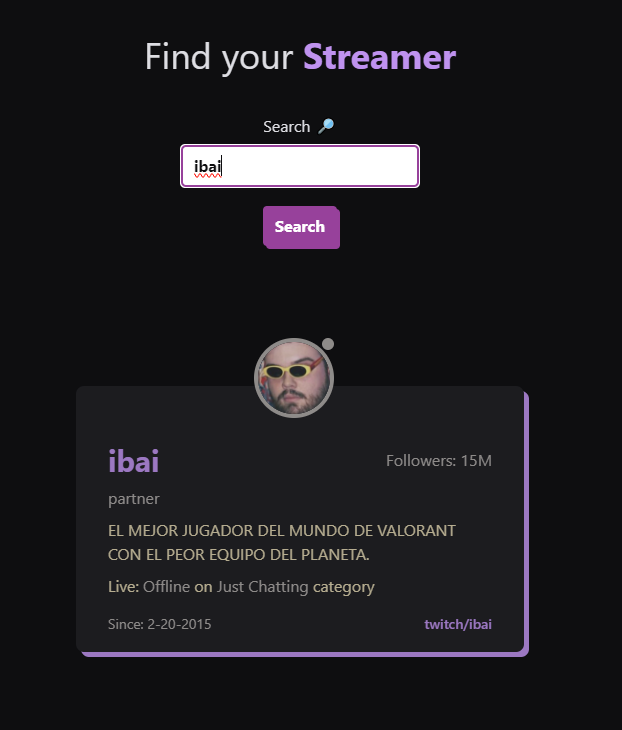 Find your Streamer
Search 🔎
ibai
Search
ibai
Followers: 15M
partner
EL MEJOR JUGADOR DEL MUNDO DE VALORANT
CON EL PEOR EQUIPO DEL PLANETA.
Live: Offline on Just Chatting category
Since: 2-20-2015
twitch/ibai